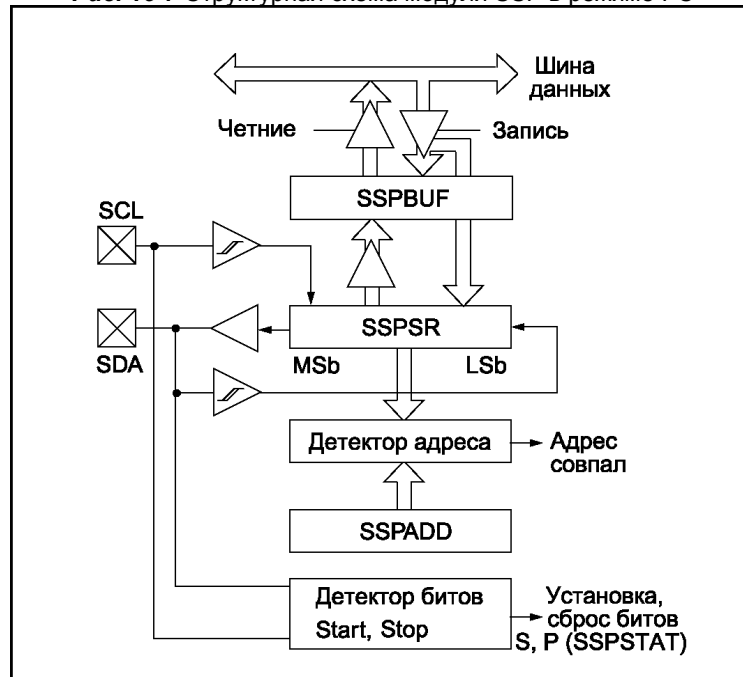 Шина
данных
Четние
Запись
SSPBUF
SCL
SSPSR
SDA
MSb
LSb
Детектор адреса
Адрес
совпал
SSPADD
Детектор битов
Start, Stop
Установка,
сброс битов
S, P (SSPSTAT)